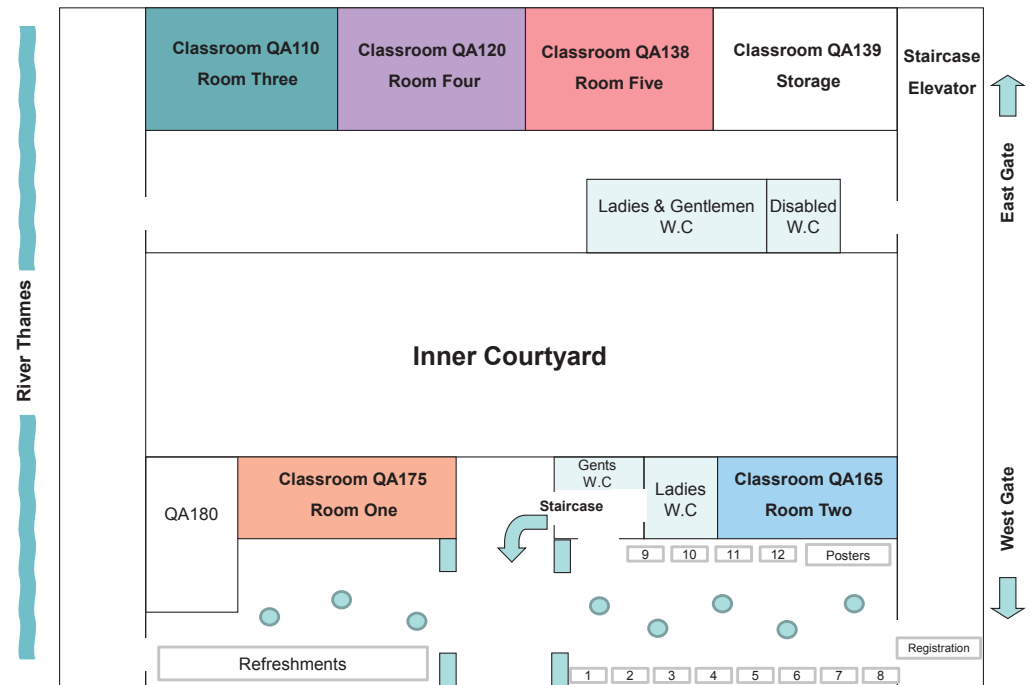 Classroom QA110
Room Three
Classroom QA120
Room Four
Classroom QA138
Room Five
Classroom QA139
Storage
Staircase
Elevator
East Gate
Ladies & Gentlemen
W.C
Disabled
W.C
River Thames
Inner Courtyard
QA180
Classroom QA175
Room One
Gents
W.C
Staircase
Ladies
W.C
Classroom QA165
Room Two
West Gate
9
10
11
12
Posters
Refreshments
Registration
1
2
3
4
5
6
7
8